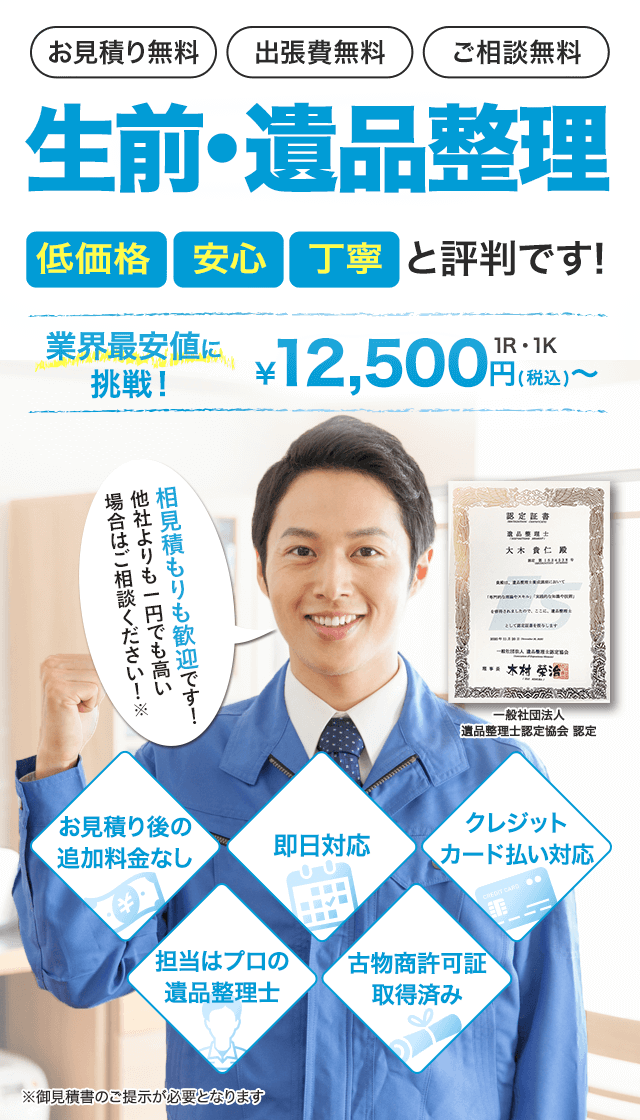 お見積り無料
出張費無料
ご相談無料
生前・遺品整理
低価格 安心 丁寧 と評判です!
業界最安値に
挑戦!
1R・1K
¥12,500円(税込)〜
相見積もりも歓迎です!
他社よりも一円でも高い
場合はご相談ください!※
認定証書
遺品整理士
大木 貴仁 殿
一般社団法人 遺品整理士認定協会
理事長 木村 榮治
一般社団法人
遺品整理士認定協会 認定
お見積り後の
追加料金なし
即日対応
クレジット
カード払い対応
CREDIT CARD
担当はプロの
遺品整理士
古物商許可証
取得済み
※御見積書のご提示が必要となります